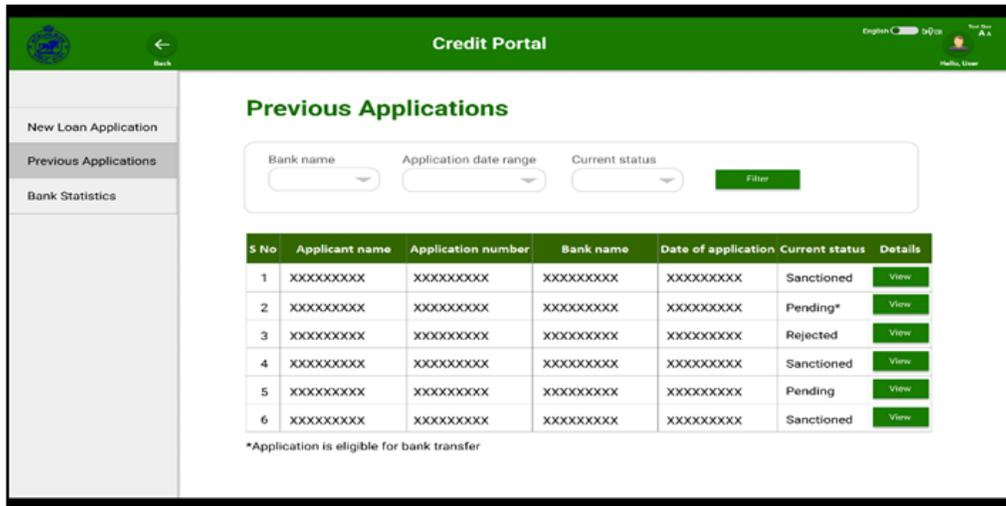 Credit Portal
Back
English ଓଡ଼ିଆ
Text Size
A A
Hello, User
New Loan Application
Previous Applications
Bank Statistics
Previous Applications
Bank name Application date range Current status
Filter
S No Applicant name Application number Bank name Date of application Current status Details
1 XXXXXXXXX XXXXXXXXX XXXXXXXXX XXXXXXXXX Sanctioned View
2 XXXXXXXXX XXXXXXXXX XXXXXXXXX XXXXXXXXX Pending* View
3 XXXXXXXXX XXXXXXXXX XXXXXXXXX XXXXXXXXX Rejected View
4 XXXXXXXXX XXXXXXXXX XXXXXXXXX XXXXXXXXX Sanctioned View
5 XXXXXXXXX XXXXXXXXX XXXXXXXXX XXXXXXXXX Pending View
6 XXXXXXXXX XXXXXXXXX XXXXXXXXX XXXXXXXXX Sanctioned View
*Application is eligible for bank transfer